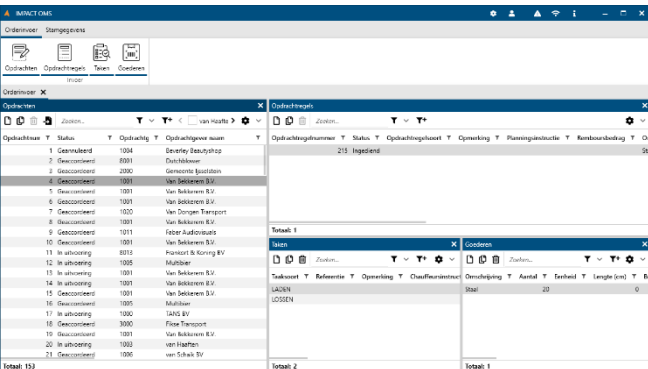 IMPACT OMS
Orderinvoer Stamgegevens
Opdrachten Opdrachtregels Taken Goederen
Invoer
Orderinvoer
Opdrachten
Zoeken... van Haafte
Opdrachtnum Status Opdrachtg Opdrachtgever naam
1 Geannuleerd 1004 Beverley Beautyshop
2 Geaccordeerd 8001 Dutchblower
3 Geaccordeerd 2000 Gemeente IJsselstein
4 Geaccordeerd 1001 Van Bekkerem B.V.
5 Geaccordeerd 1001 Van Bekkerem B.V.
6 Geaccordeerd 1001 Van Bekkerem B.V.
7 Geaccordeerd 1020 Van Dongen Transport
8 Geaccordeerd 1001 Van Bekkerem B.V.
9 Geaccordeerd 1011 Faber Audiovisuals
10 Geaccordeerd 1001 Van Bekkerem B.V.
11 In uitvoering 8013 Frankort & Koning BV
12 In uitvoering 1005 Multibier
13 In uitvoering 1001 Van Bekkerem B.V.
14 In uitvoering 1001 Van Bekkerem B.V.
15 Geaccordeerd 1001 Van Bekkerem B.V.
16 Geaccordeerd 1005 Multibier
17 In uitvoering 1000 TANS BV
18 Geaccordeerd 3000 Fikse Transport
19 Geaccordeerd 1001 Van Bekkerem B.V.
20 In uitvoering 1003 van Haaften
21 Geaccordeerd 1006 van Schaik BV
Totaal: 153
Opdrachtregels
Zoeken...
Opdrachtregelnummer Status Opdrachtregelsoort Opmerking Planningsinstructie Remboursbedrag O
215 Ingediend St
Totaal: 1
Taken
Zoeken...
Taaksoort Referentie Opmerking Chauffeursinstruct
LADEN
LOSSEN
Totaal: 2
Goederen
Zoeken...
Omschrijving Aantal Eenheid Lengte (cm) B
Staal 20 0
Totaal: 1